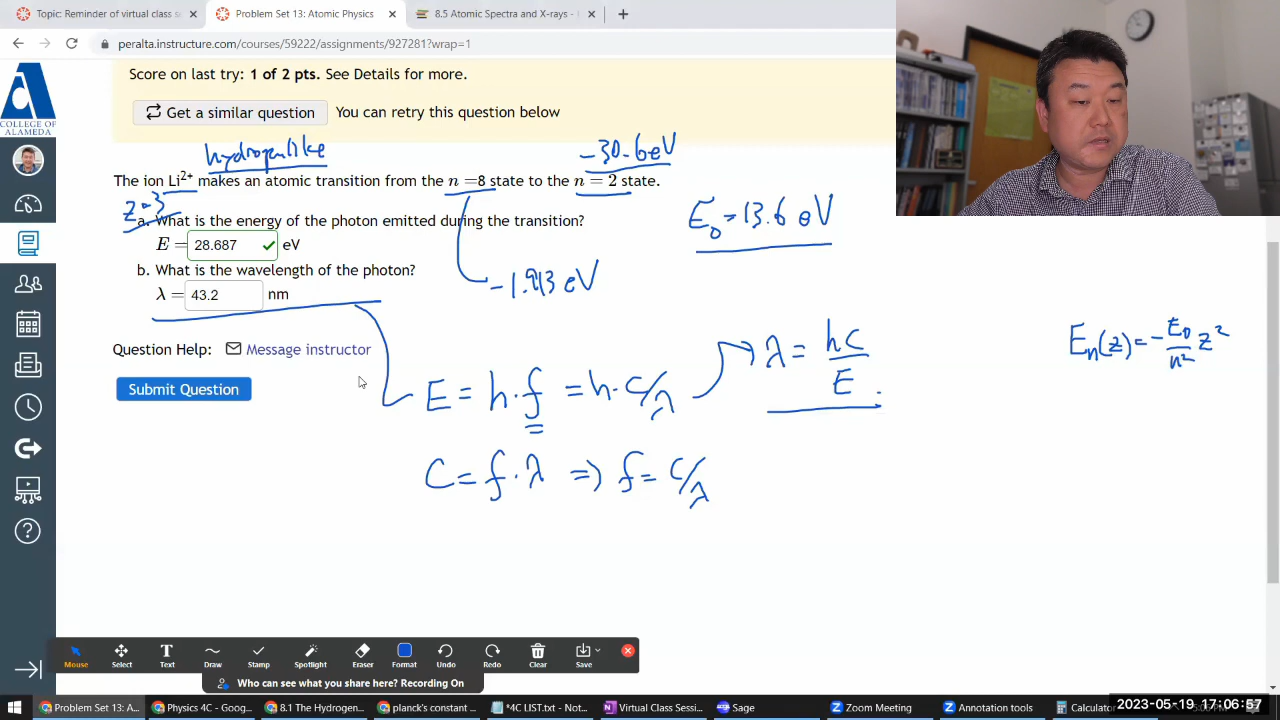 Topic: Reminder of virtual class s
Problem Set 13: Atomic Physics
8.5 Atomic Spectra and X-rays -
peralta.instructure.com/courses/59222/assignments/927281?wrap=1
Score on last try: 1 of 2 pts. See Details for more.
Get a similar question
You can retry this question below
COLLEGE OF
ALAMEDA
hydrogenlike
-30.6eV
The ion Li2+ makes an atomic transition from the n =8 state to the n = 2 state.
z=3
a. What is the energy of the photon emitted during the transition?
E0=13.6 eV
E = 28.687 eV
b. What is the wavelength of the photon?
-1.913 eV
λ = 43.2 nm
En(z)= -E0/n² z²
λ = hc/E
Question Help: Message instructor
Submit Question
E = h·f = h·c/λ
C = f·λ ⇒ f= c/λ
Mouse Select Text Draw Stamp Spotlight Eraser Format Undo Redo Clear Save
Who can see what you share here? Recording On
Problem Set 13: A...
Physics 4C - Goog...
8.1 The Hydrogen...
planck's constant ...
*4C LIST.txt - Not...
Virtual Class Sessi...
Sage
Zoom Meeting
Annotation tools
Calculator
2023-05-19 17:06:57